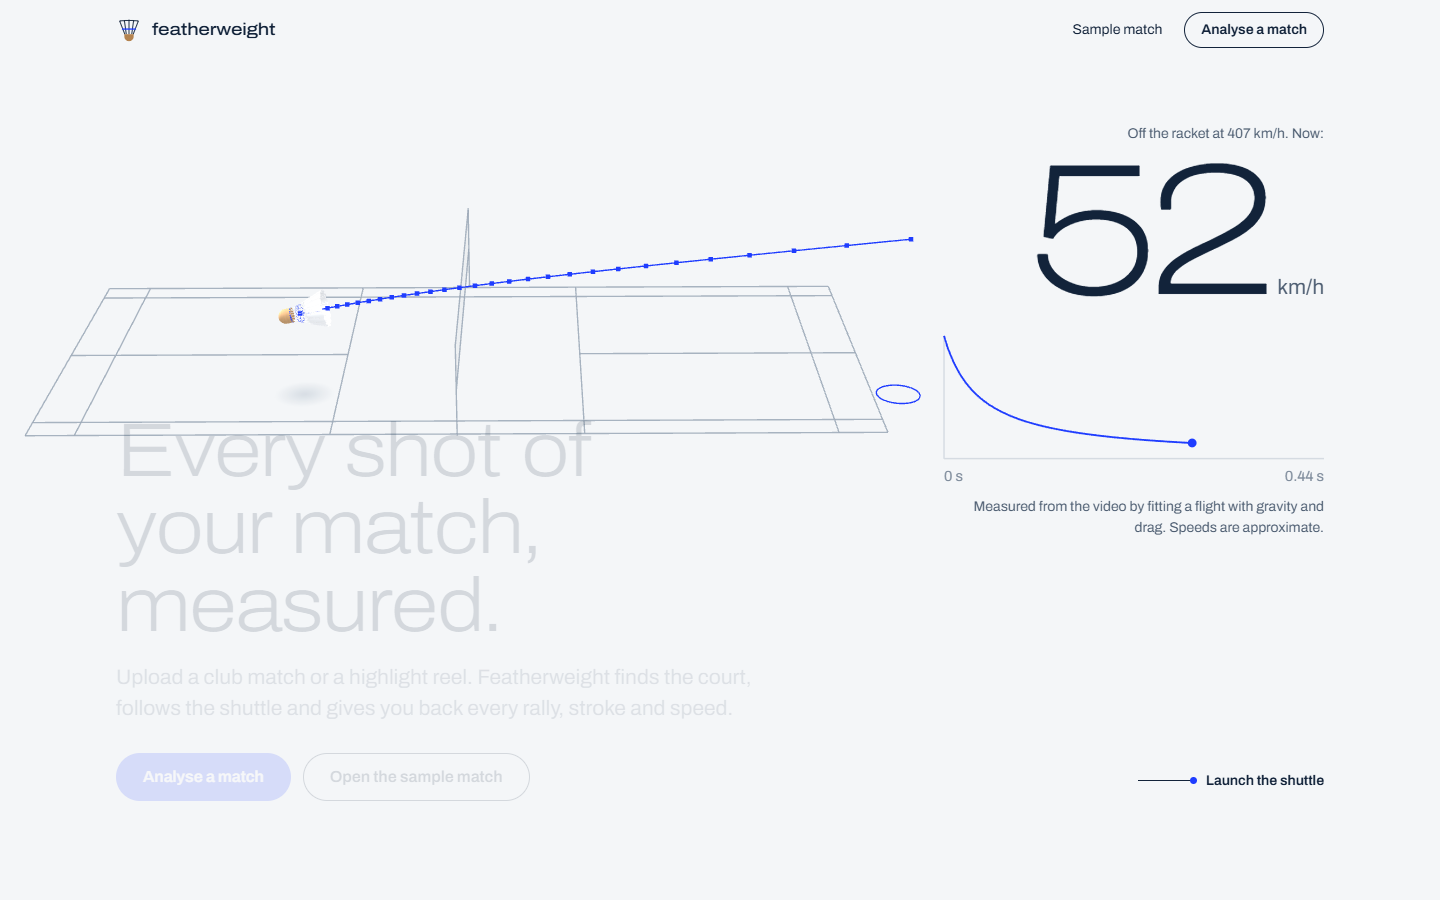 featherweight
Sample match
Analyse a match
Off the racket at 407 km/h. Now:
52 km/h
0 s
0.44 s
Measured from the video by fitting a flight with gravity and
drag. Speeds are approximate.
Every shot of
your match,
measured.
Upload a club match or a highlight reel. Featherweight finds the court,
follows the shuttle and gives you back every rally, stroke and speed.
Analyse a match
Open the sample match
Launch the shuttle